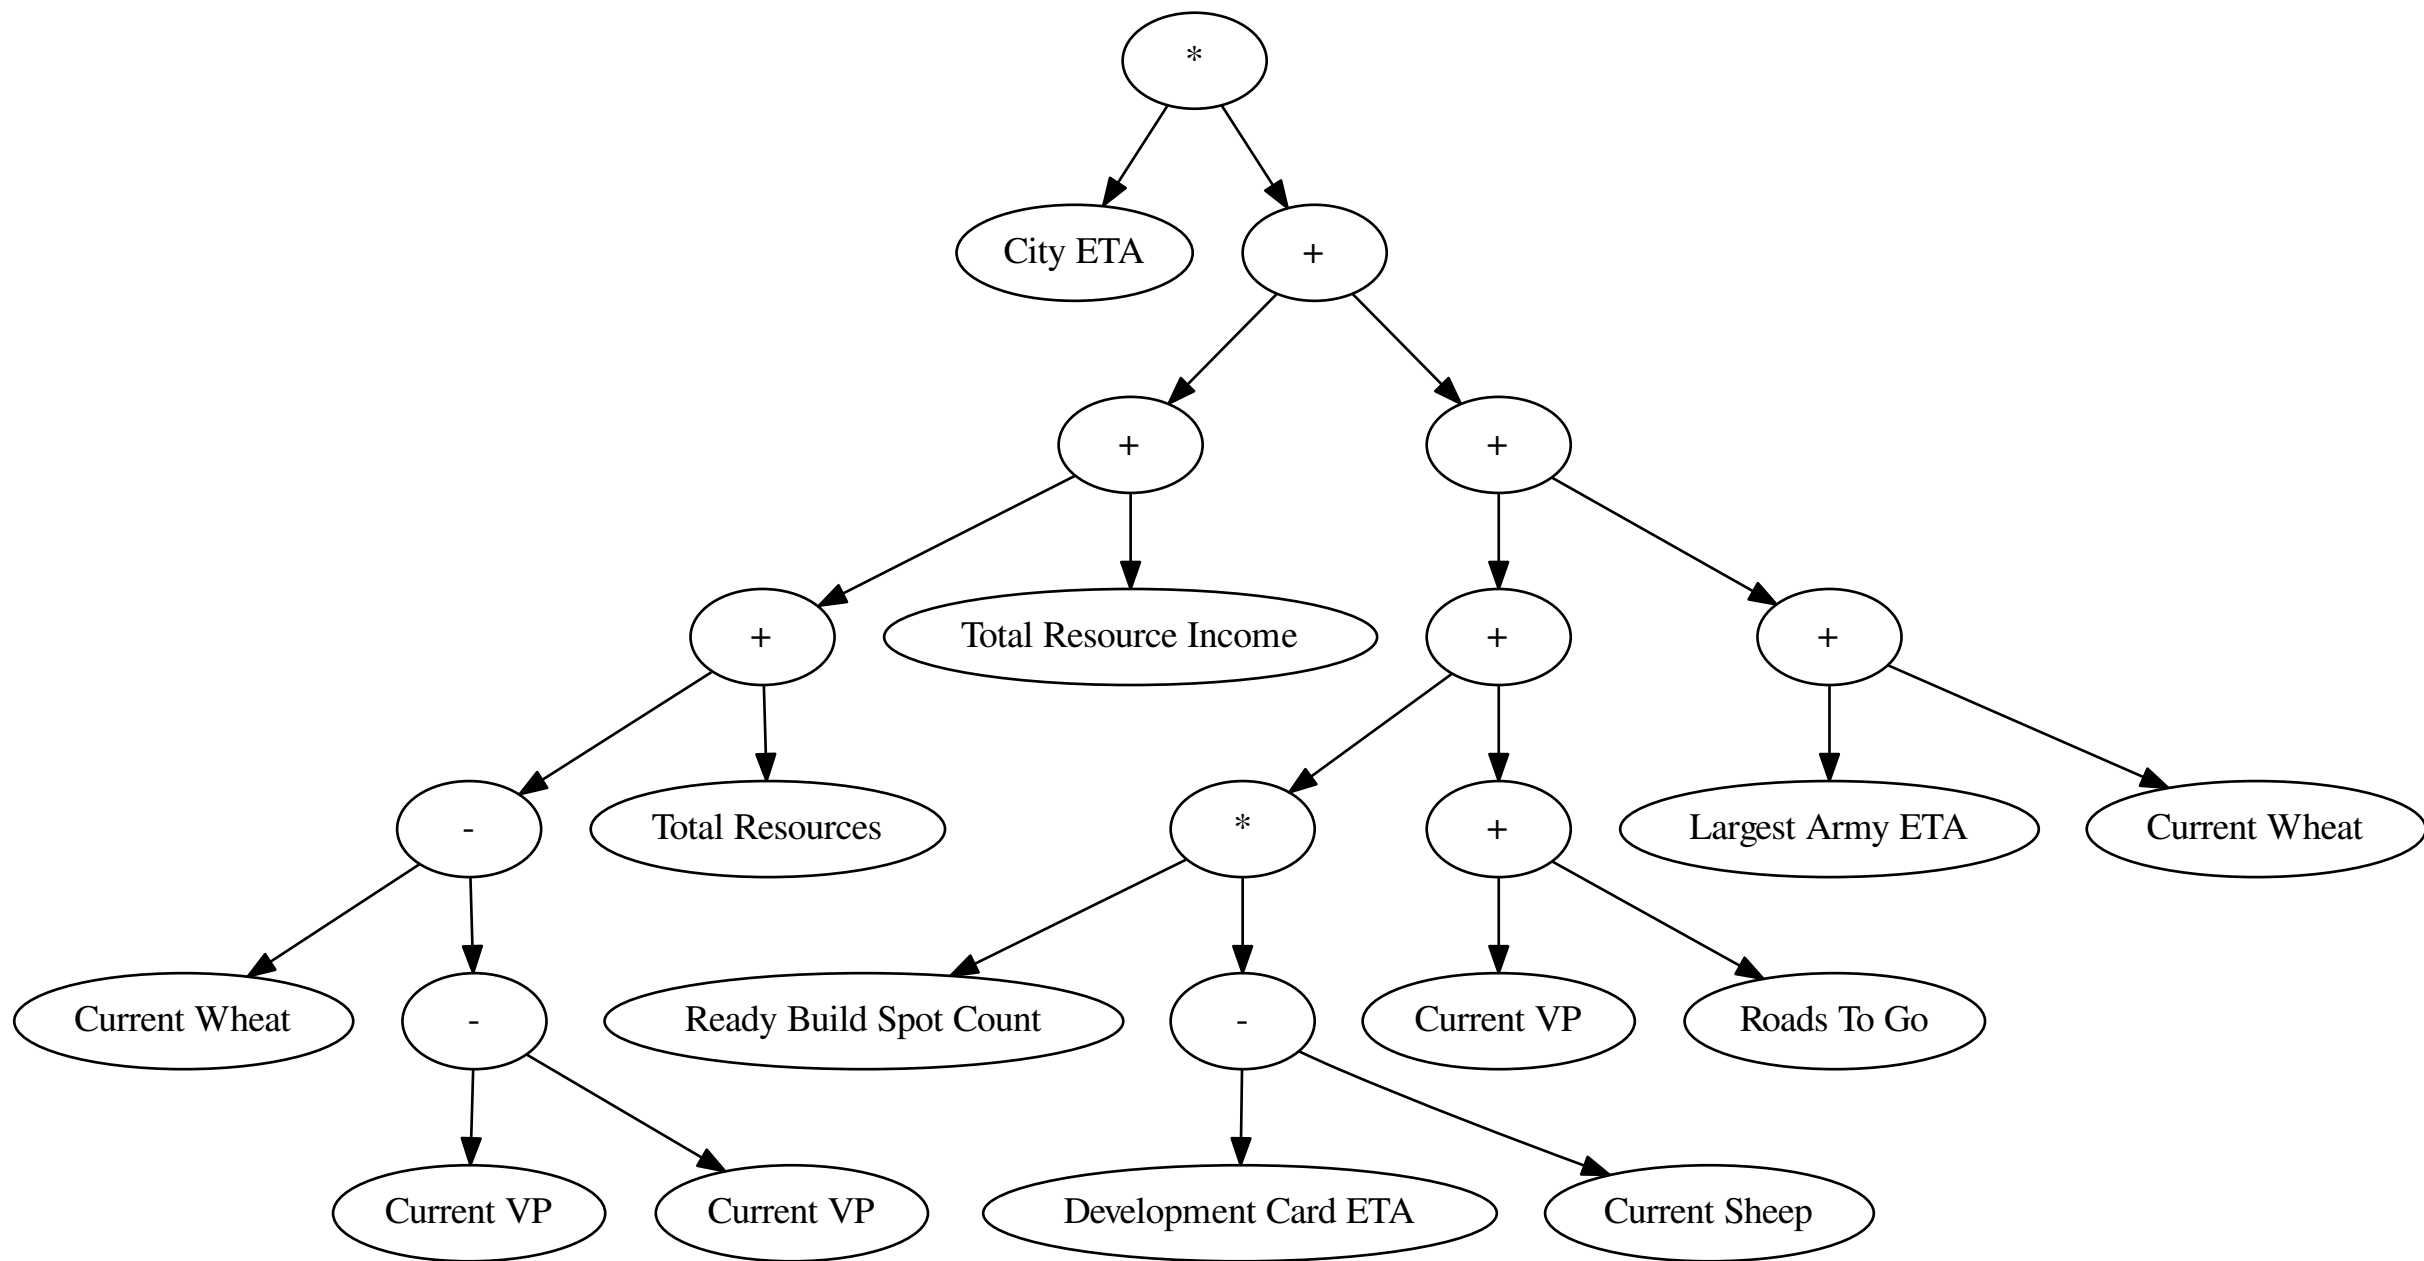 *
City ETA
+
+
+
+
Total Resource Income
+
+
-
Total Resources
*
+
Largest Army ETA
Current Wheat
Current Wheat
-
Ready Build Spot Count
-
Current VP
Roads To Go
Current VP
Current VP
Development Card ETA
Current Sheep